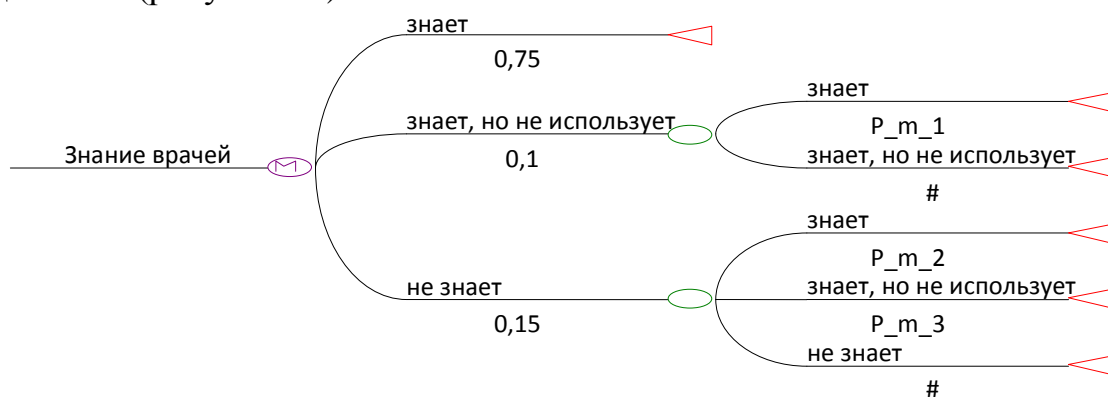 знает
0,75
знает
знает, но не использует
P_m_1
Знание врачей
M
0,1
знает, но не использует
#
знает
P_m_2
не знает
знает, но не использует
0,15
P_m_3
не знает
#